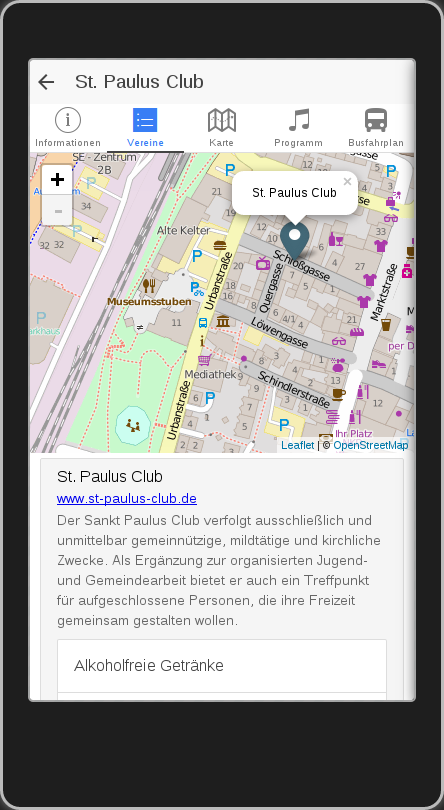 St. Paulus Club
Informationen
Vereine
Karte
Programm
Busfahrplan
SE - Zentrum
2B
+
-
34
32
32
Alte Kelter
Museumsstuben
11
Urbanstraße
St. Paulus Club
×
Schloßgasse
Quergasse
Marktstraße
Löwengasse
Mediathek
Schindlerstraße
Urbanstraße
Ihr Platz
Leaflet | © OpenStreetMap
St. Paulus Club
www.st-paulus-club.de
Der Sankt Paulus Club verfolgt ausschließlich und
unmittelbar gemeinnützige, mildtätige und kirchliche
Zwecke. Als Ergänzung zur organisierten Jugend-
und Gemeindearbeit bietet er auch ein Treffpunkt
für aufgeschlossene Personen, die ihre Freizeit
gemeinsam gestalten wollen.
Alkoholfreie Getränke